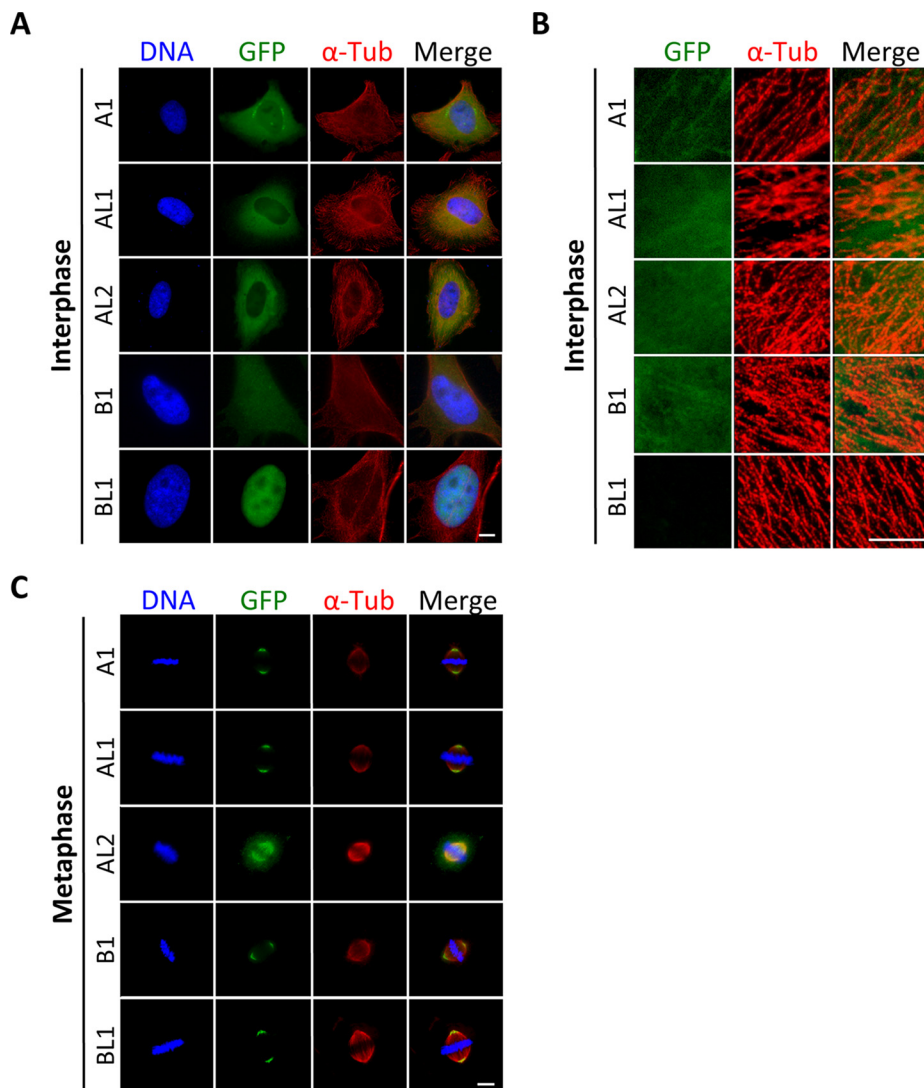 A
DNA GFP α-Tub Merge
Interphase
A1
AL1
AL2
B1
BL1
B
GFP α-Tub Merge
Interphase
A1
AL1
AL2
B1
BL1
C
DNA GFP α-Tub Merge
Metaphase
A1
AL1
AL2
B1
BL1